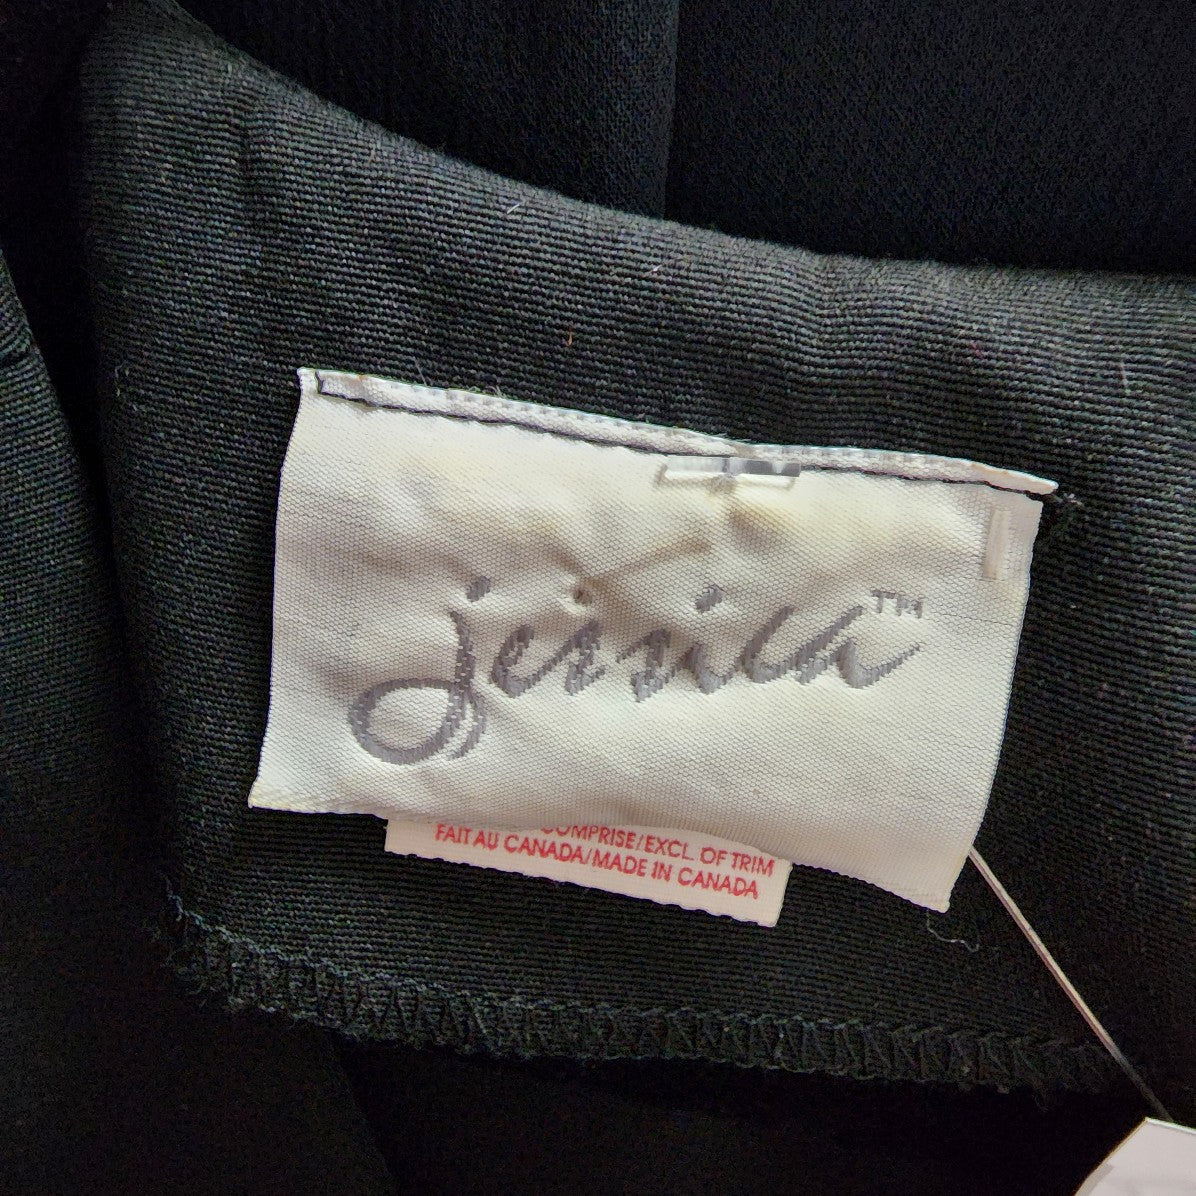 jessica™
COMPRISE/EXCL. OF TRIM
FAIT AU CANADA/MADE IN CANADA